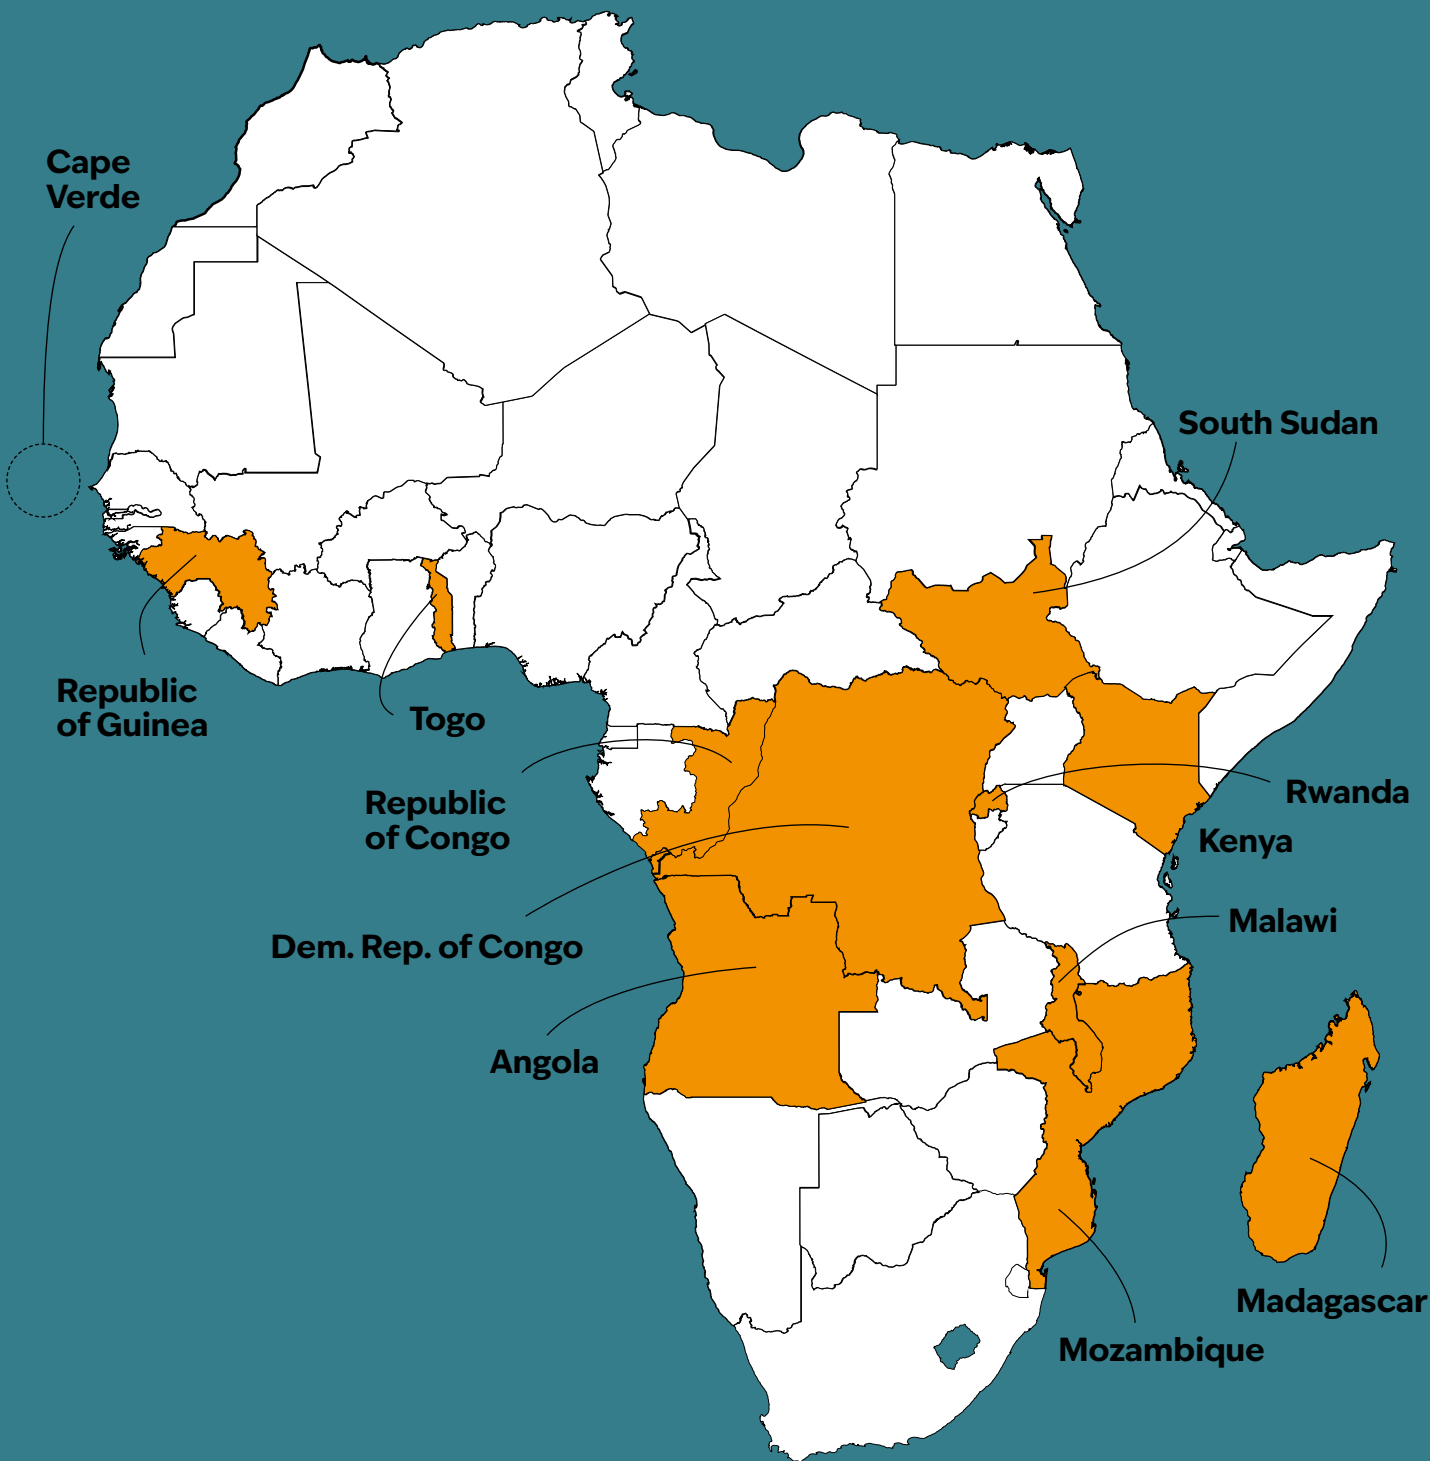 Cape
Verde
South Sudan
Republic
of Guinea
Togo
Republic
of Congo
Rwanda
Kenya
Malawi
Dem. Rep. of Congo
Angola
Madagascar
Mozambique